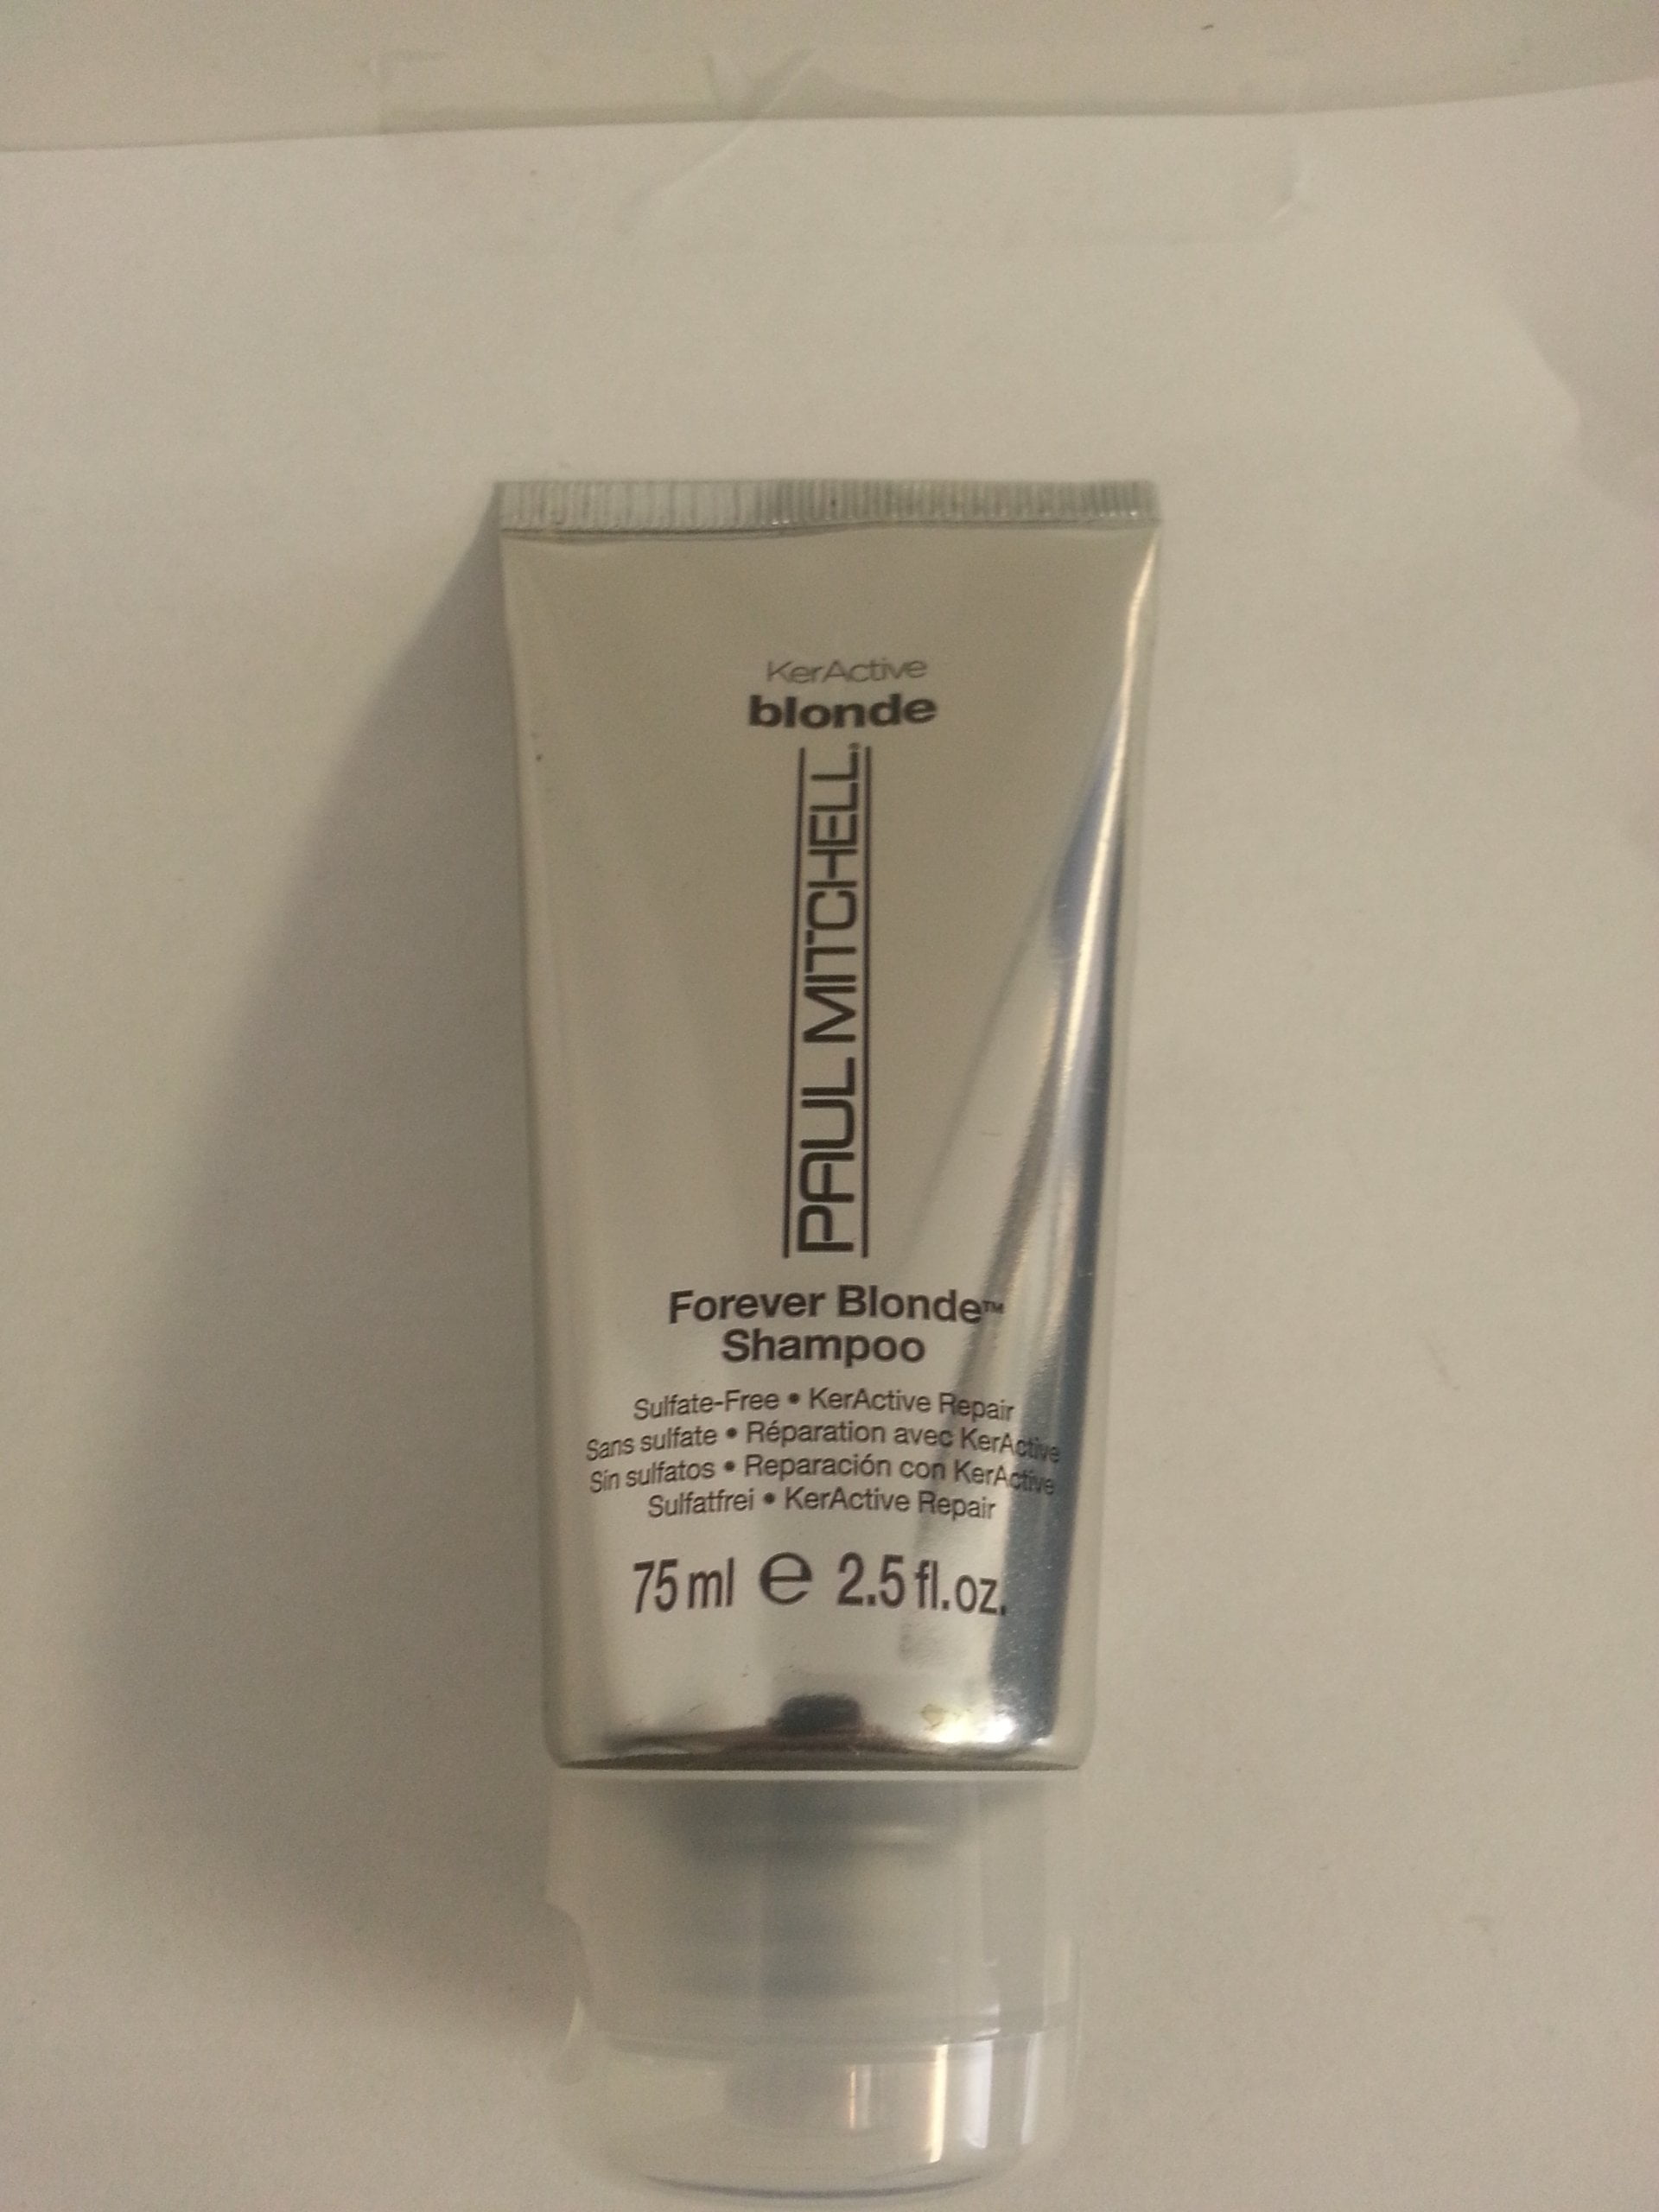 KerActive
blonde
PAUL MITCHELL®
Forever Blonde™
Shampoo
Sulfate-Free • KerActive Repair
Sans sulfate • Réparation avec KerActive
Sin sulfatos • Reparación con KerActive
Sulfatfrei • KerActive Repair
75 ml e 2.5 fl. oz.